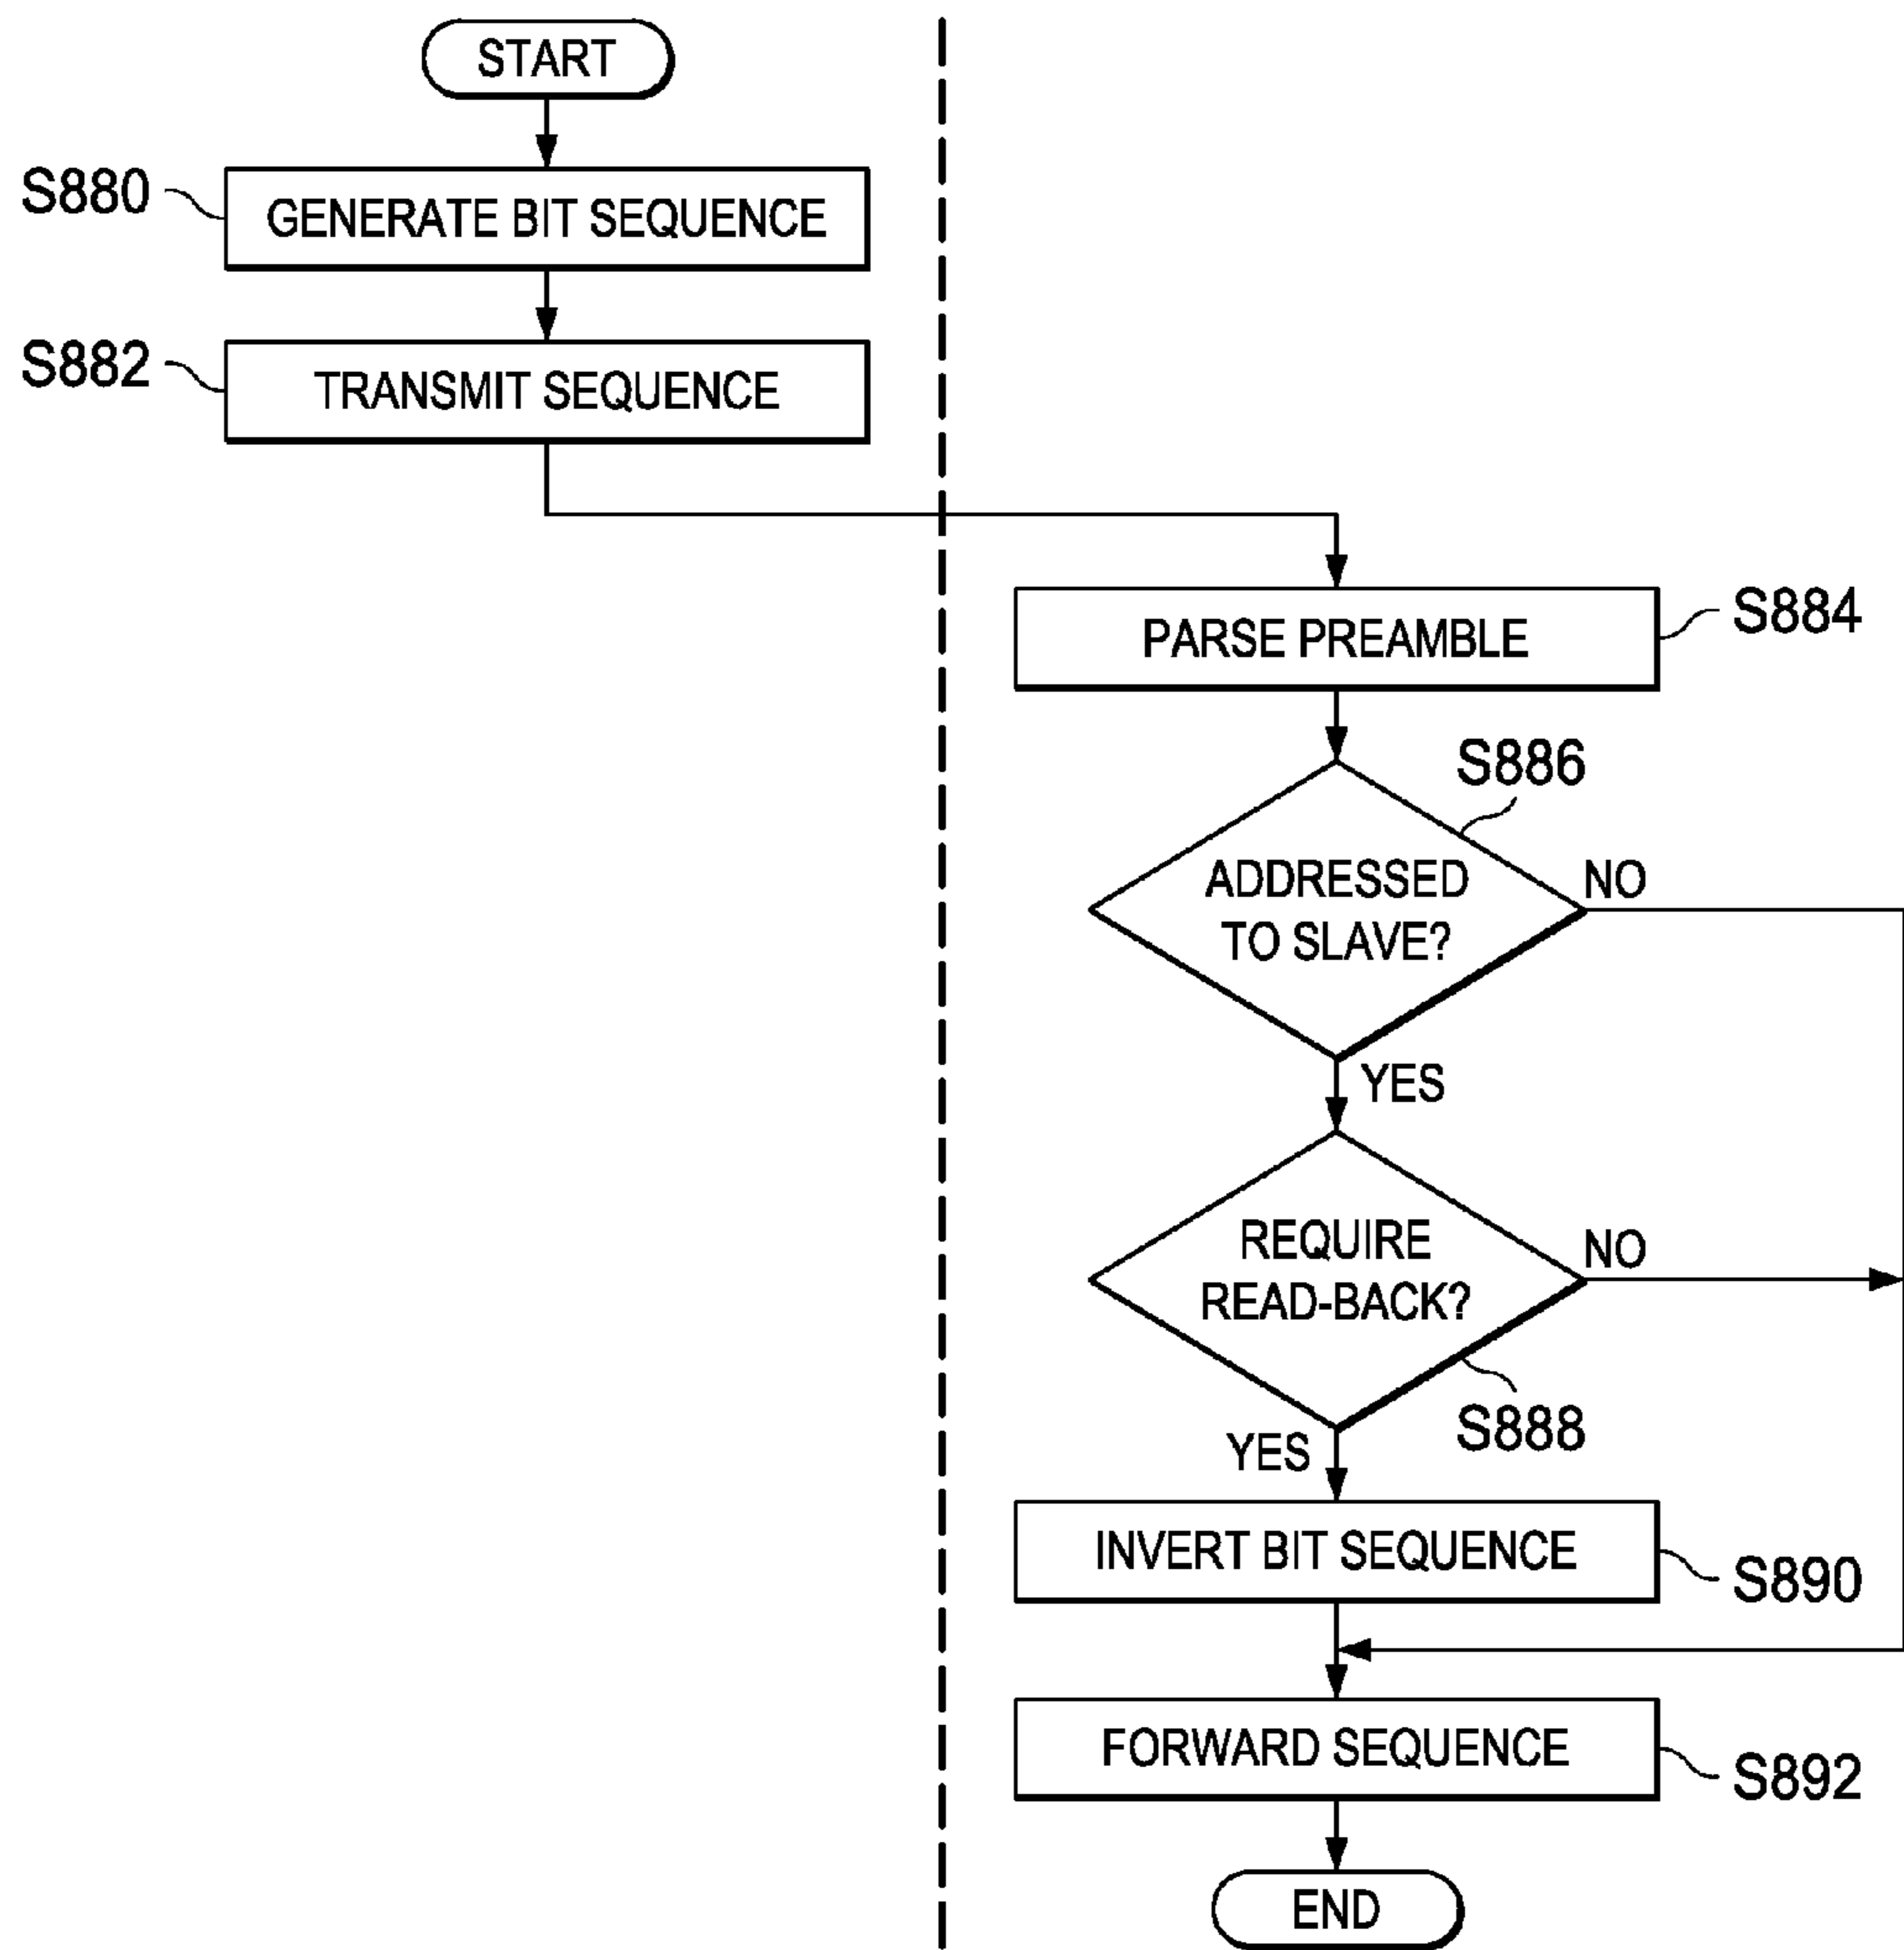 START
S880
GENERATE BIT SEQUENCE
S882
TRANSMIT SEQUENCE
PARSE PREAMBLE
S884
S886
ADDRESSED
TO SLAVE?
NO
YES
REQUIRE
READ-BACK?
NO
S888
YES
INVERT BIT SEQUENCE
S890
FORWARD SEQUENCE
S892
END